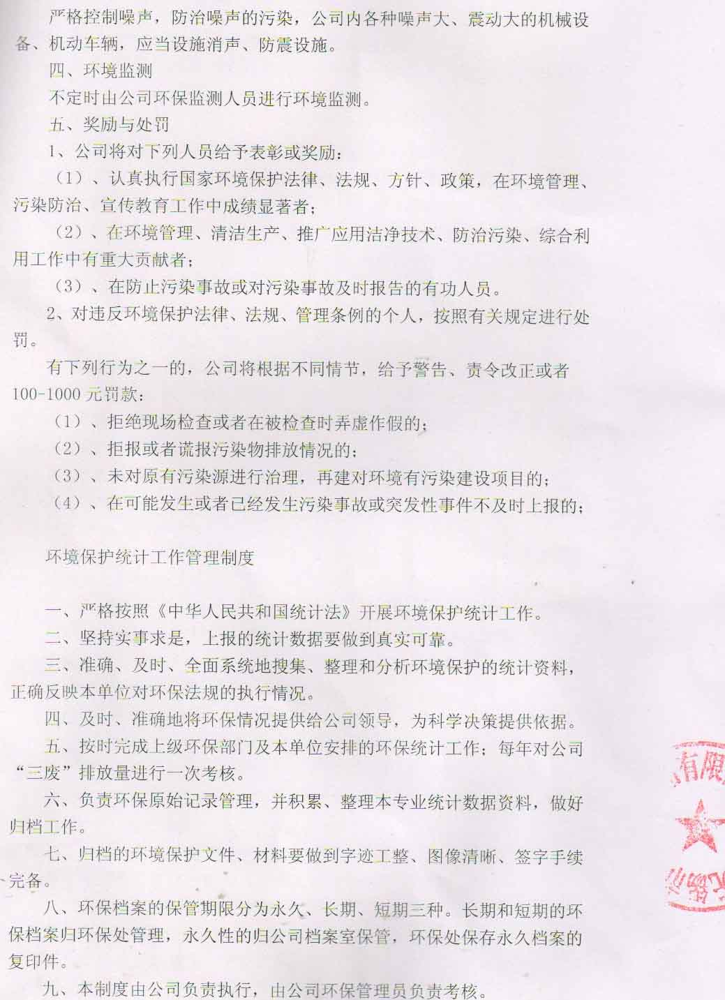 严格控制噪声，防治噪声的污染，公司内各种噪声大、震动大的机械设
备、机动车辆，应当设施消声、防震设施。
四、环境监测
不定时由公司环保监测人员进行环境监测。
五、奖励与处罚
1、公司将对下列人员给予表彰或奖励：
（1）、认真执行国家环境保护法律、法规、方针、政策，在环境管理、
污染防治、宣传教育工作中成绩显著者；
（2）、在环境管理、清洁生产、推广应用洁净技术、防治污染、综合利
用工作中有重大贡献者；
（3）、在防止污染事故或对污染事故及时报告的有功人员。
2、对违反环境保护法律、法规、管理条例的个人，按照有关规定进行处
罚。
有下列行为之一的，公司将根据不同情节，给予警告、责令改正或者
100-1000 元罚款：
（1）、拒绝现场检查或者在被检查时弄虚作假的；
（2）、拒报或者谎报污染物排放情况的；
（3）、未对原有污染源进行治理，再建对环境有污染建设项目的；
（4）、在可能发生或者已经发生污染事故或突发性事件不及时上报的；
环境保护统计工作管理制度
一、严格按照《中华人民共和国统计法》开展环境保护统计工作。
二、坚持实事求是，上报的统计数据要做到真实可靠。
三、准确、及时、全面系统地搜集、整理和分析环境保护的统计资料，
正确反映本单位对环保法规的执行情况。
四、及时、准确地将环保情况提供给公司领导，为科学决策提供依据。
五、按时完成上级环保部门及本单位安排的环保统计工作；每年对公司
“三废”排放量进行一次考核。
六、负责环保原始记录管理，并积累、整理本专业统计数据资料，做好
归档工作。
七、归档的环境保护文件、材料要做到字迹工整、图像清晰、签字手续
完备。
八、环保档案的保管期限分为永久、长期、短期三种。长期和短期的环
保档案归环保处管理，永久性的归公司档案室保管，环保处保存永久档案的
复印件。
九、本制度由公司负责执行，由公司环保管理员负责考核。
有限
无锡市